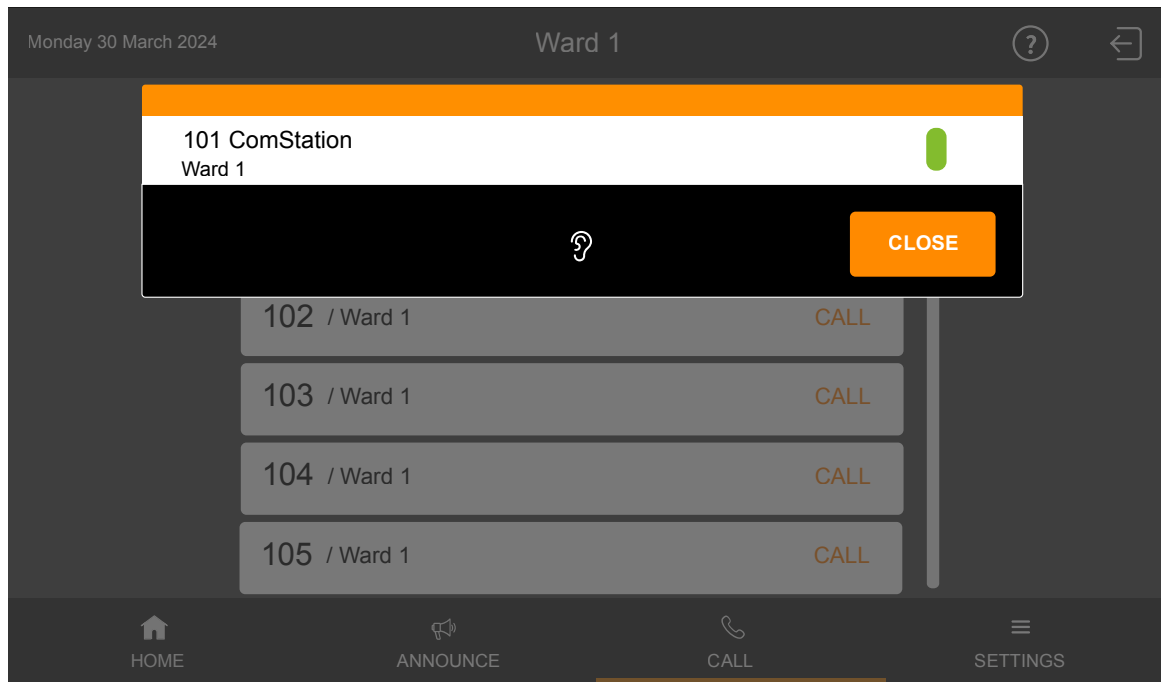 Monday 30 March 2024
Ward 1
?
101 ComStation
Ward 1
CLOSE
102 / Ward 1 CALL
103 / Ward 1 CALL
104 / Ward 1 CALL
105 / Ward 1 CALL
HOME ANNOUNCE CALL SETTINGS